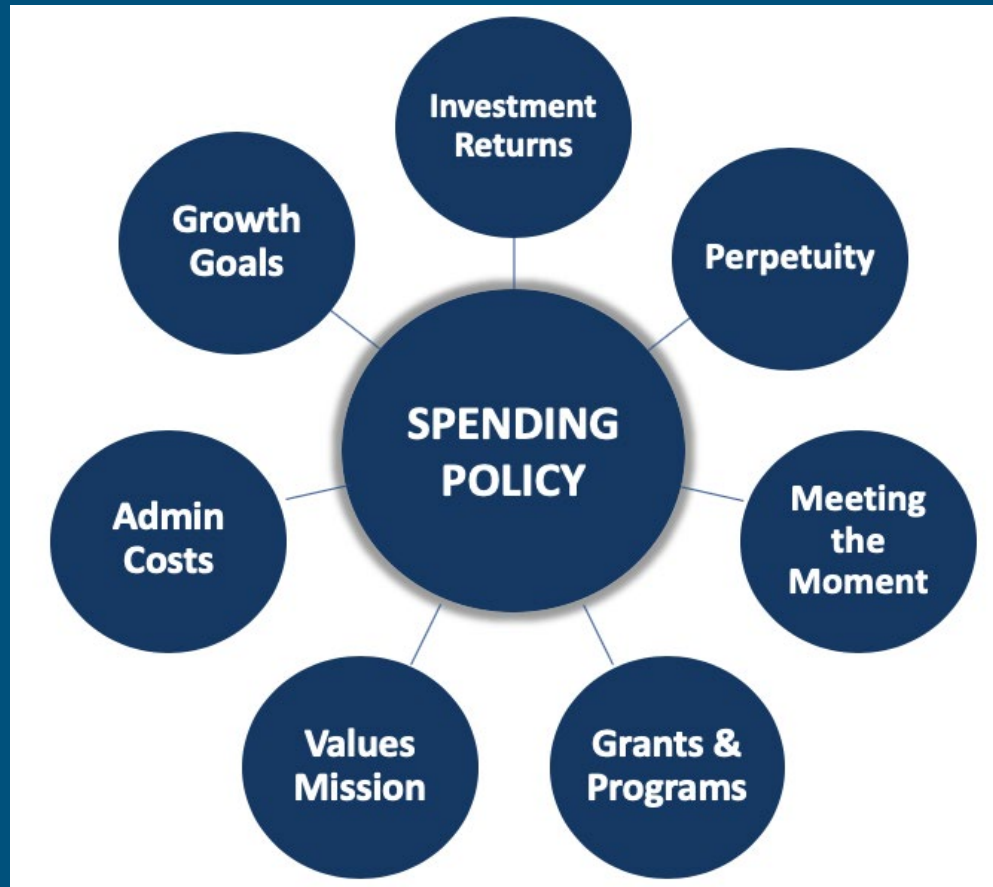 Investment
Returns
Perpetuity
Meeting
the
Moment
Grants &
Programs
Values
Mission
Admin
Costs
Growth
Goals
SPENDING
POLICY